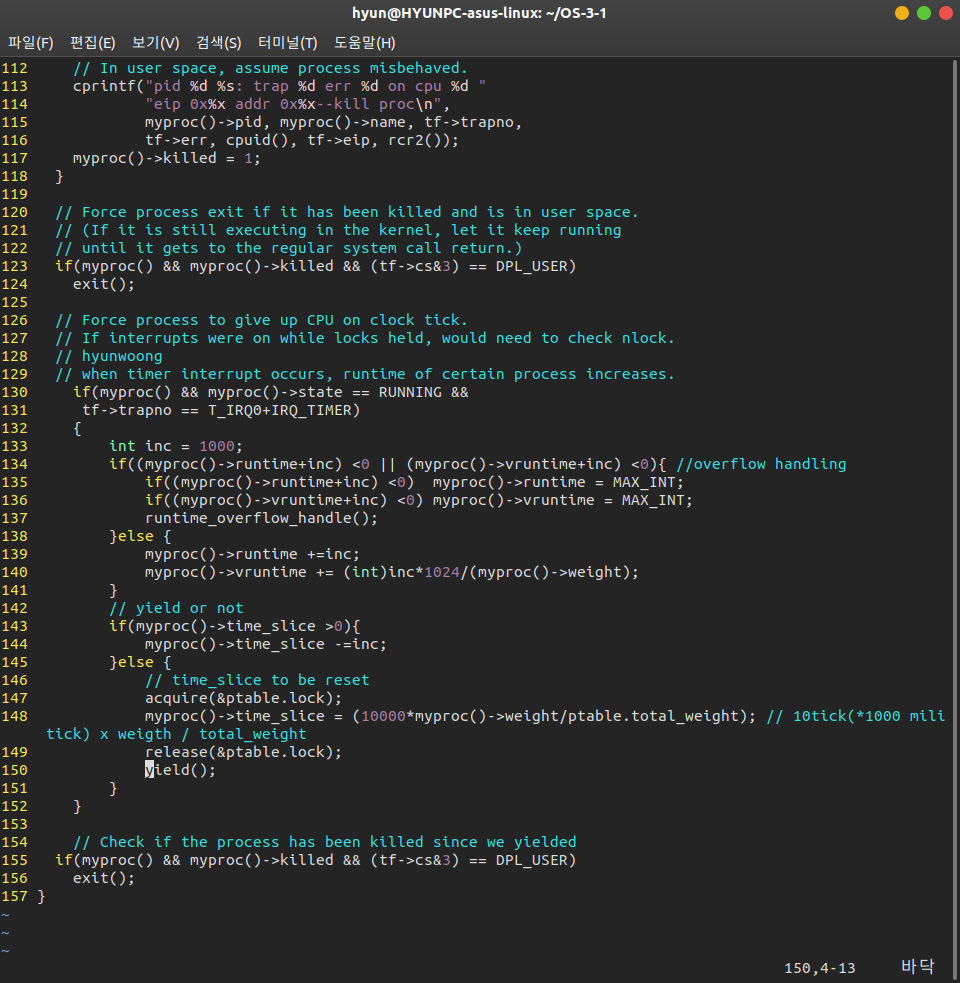 hyun@HYUNPC-asus-linux: ~/OS-3-1
파일(F) 편집(E) 보기(V) 검색(S) 터미널(T) 도움말(H)
112     // In user space, assume process misbehaved.
113     cprintf("pid %d %s: trap %d err %d on cpu %d "
114             "eip 0x%x addr 0x%x--kill proc\n",
115             myproc()->pid, myproc()->name, tf->trapno,
116             tf->err, cpuid(), tf->eip, rcr2());
117     myproc()->killed = 1;
118   }
119
120   // Force process exit if it has been killed and is in user space.
121   // (If it is still executing in the kernel, let it keep running
122   // until it gets to the regular system call return.)
123   if(myproc() && myproc()->killed && (tf->cs&3) == DPL_USER)
124     exit();
125
126   // Force process to give up CPU on clock tick.
127   // If interrupts were on while locks held, would need to check nlock.
128   // hyunwoong
129   // when timer interrupt occurs, runtime of certain process increases.
130     if(myproc() && myproc()->state == RUNNING &&
131      tf->trapno == T_IRQ0+IRQ_TIMER)
132     {
133         int inc = 1000;
134         if((myproc()->runtime+inc) <0 || (myproc()->vruntime+inc) <0){ //overflow handling
135             if((myproc()->runtime+inc) <0)  myproc()->runtime = MAX_INT;
136             if((myproc()->vruntime+inc) <0) myproc()->vruntime = MAX_INT;
137             runtime_overflow_handle();
138         }else {
139             myproc()->runtime +=inc;
140             myproc()->vruntime += (int)inc*1024/(myproc()->weight);
141         }
142         // yield or not
143         if(myproc()->time_slice >0){
144             myproc()->time_slice -=inc;
145         }else {
146             // time_slice to be reset
147             acquire(&ptable.lock);
148             myproc()->time_slice = (10000*myproc()->weight/ptable.total_weight); // 10tick(*1000 mili
tick) x weigth / total_weight
149             release(&ptable.lock);
150             yield();
151         }
152     }
153
154     // Check if the process has been killed since we yielded
155   if(myproc() && myproc()->killed && (tf->cs&3) == DPL_USER)
156     exit();
157 }
~
~
~
150,4-13 바닥